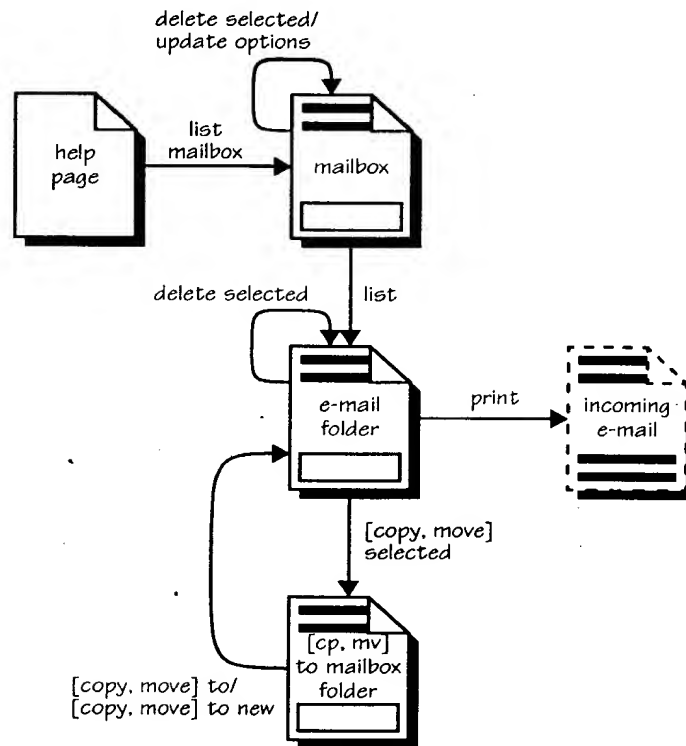 delete selected/
update options
help
page
list
mailbox
mailbox
delete selected
list
e-mail
folder
print
incoming
e-mail
[copy, move]
selected
[cp, mv]
to mailbox
folder
[copy, move] to/
[copy, move] to new